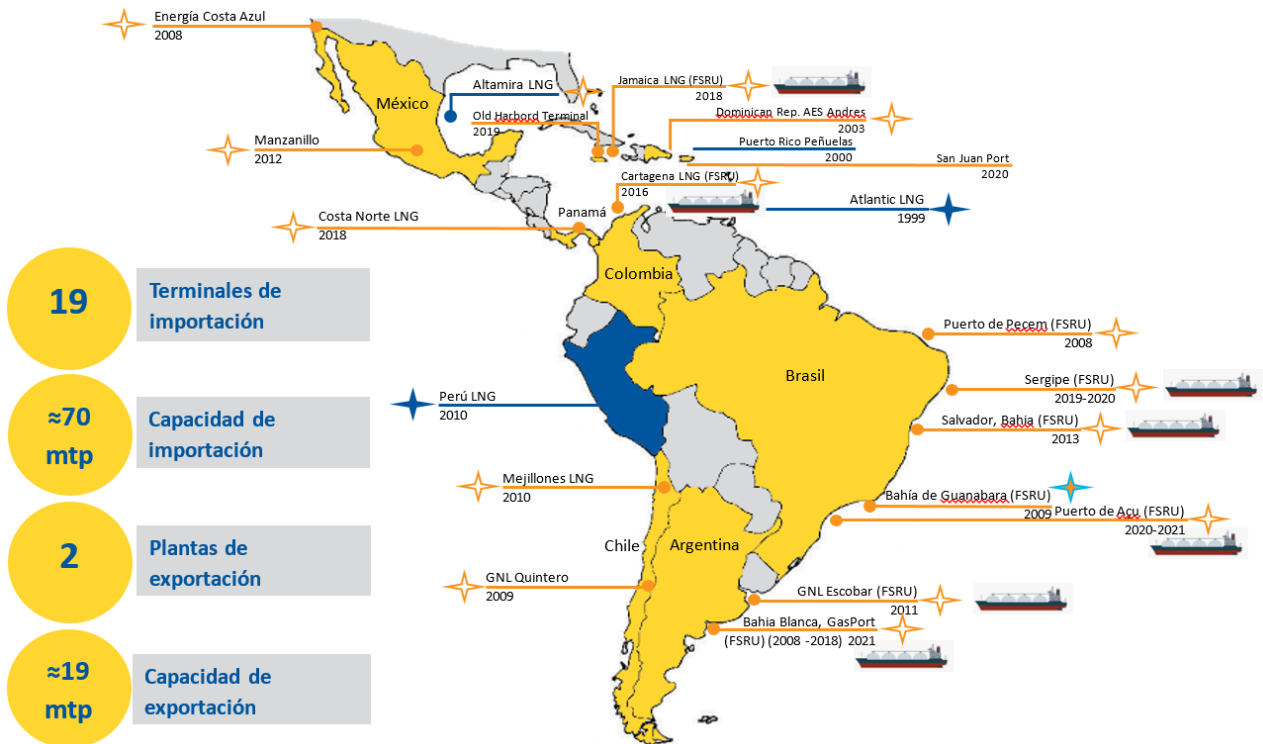 Energía Costa Azul
2008
México
Altamira LNG
Jamaica LNG (FSRU)
2018
Old Harbord Terminal
2019
Dominican Rep. AES Andres
2003
Manzanillo
2012
Puerto Rico Peñuelas
2000
San Juan Port
2020
Cartagena LNG (FSRU)
2016
Atlantic LNG
1999
Costa Norte LNG
2018
Panamá
Colombia
19
Terminales de
importación
Puerto de Pecem (FSRU)
2008
Brasil
≈70
mtp
Capacidad de
importación
Perú LNG
2010
Sergipe (FSRU)
2019-2020
Salvador, Bahia (FSRU)
2013
Mejillones LNG
2010
Bahía de Guanabara (FSRU)
2009
Puerto de Açu (FSRU)
2020-2021
2
Plantas de
exportación
Chile
Argentina
GNL Quintero
2009
GNL Escobar (FSRU)
2011
Bahia Blanca, GasPort
(FSRU) (2008 -2018) 2021
≈19
mtp
Capacidad de
exportación